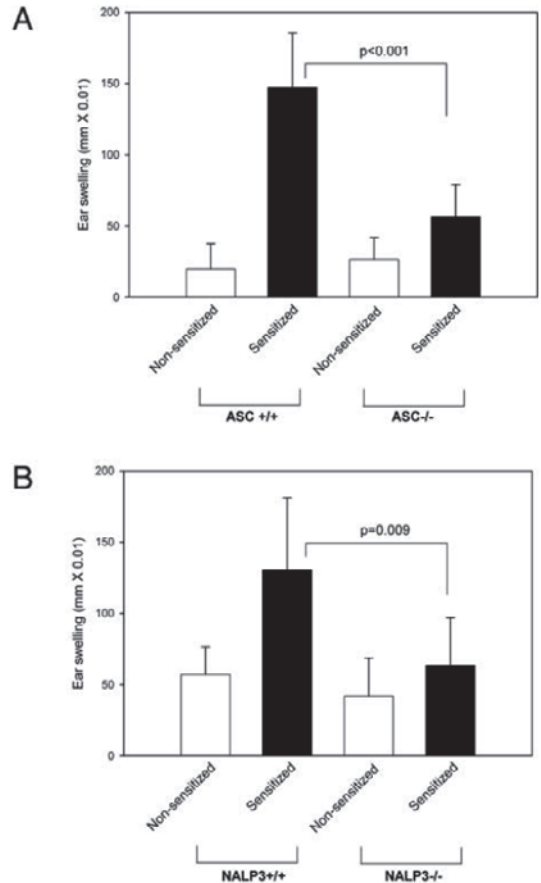 A
200
p<0.001
150
Ear swelling (mm X 0.01)
100
50
0
Non-sensitized
Sensitized
Non-sensitized
Sensitized
ASC +/+
ASC-/-
B
200
p=0.009
150
Ear swelling (mm X 0.01)
100
50
0
Non-sensitized
Sensitized
Non-sensitized
Sensitized
NALP3+/+
NALP3-/-